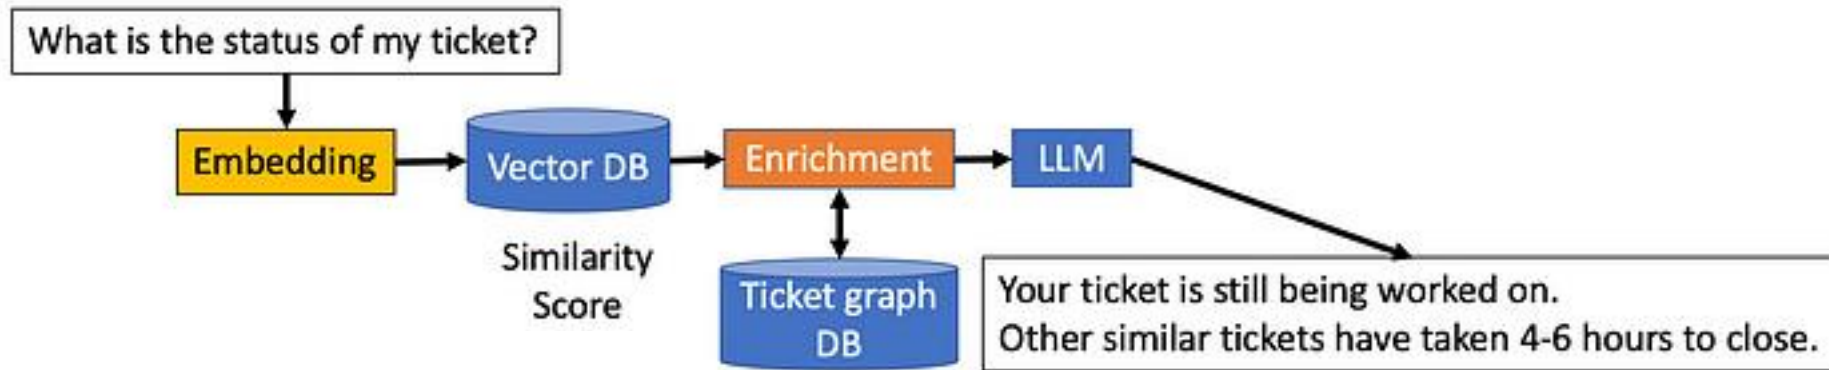 What is the status of my ticket?
Embedding
Vector DB
Enrichment
LLM
Similarity
Score
Ticket graph
DB
Your ticket is still being worked on.
Other similar tickets have taken 4-6 hours to close.